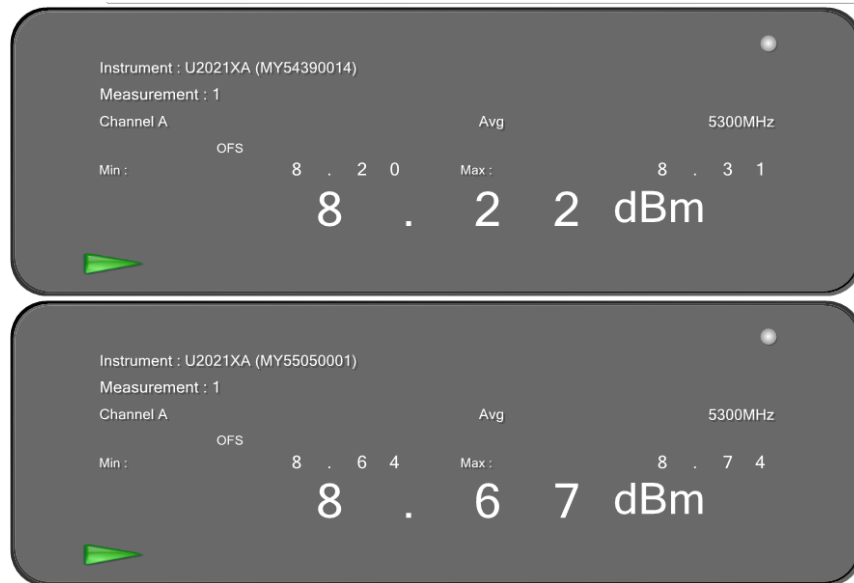 Instrument : U2021XA (MY54390014)
Measurement : 1
Channel A Avg 5300MHz
OFS
Min : 8 . 2 0 Max : 8 . 3 1
8 . 2 2 dBm
Instrument : U2021XA (MY55050001)
Measurement : 1
Channel A Avg 5300MHz
OFS
Min : 8 . 6 4 Max : 8 . 7 4
8 . 6 7 dBm